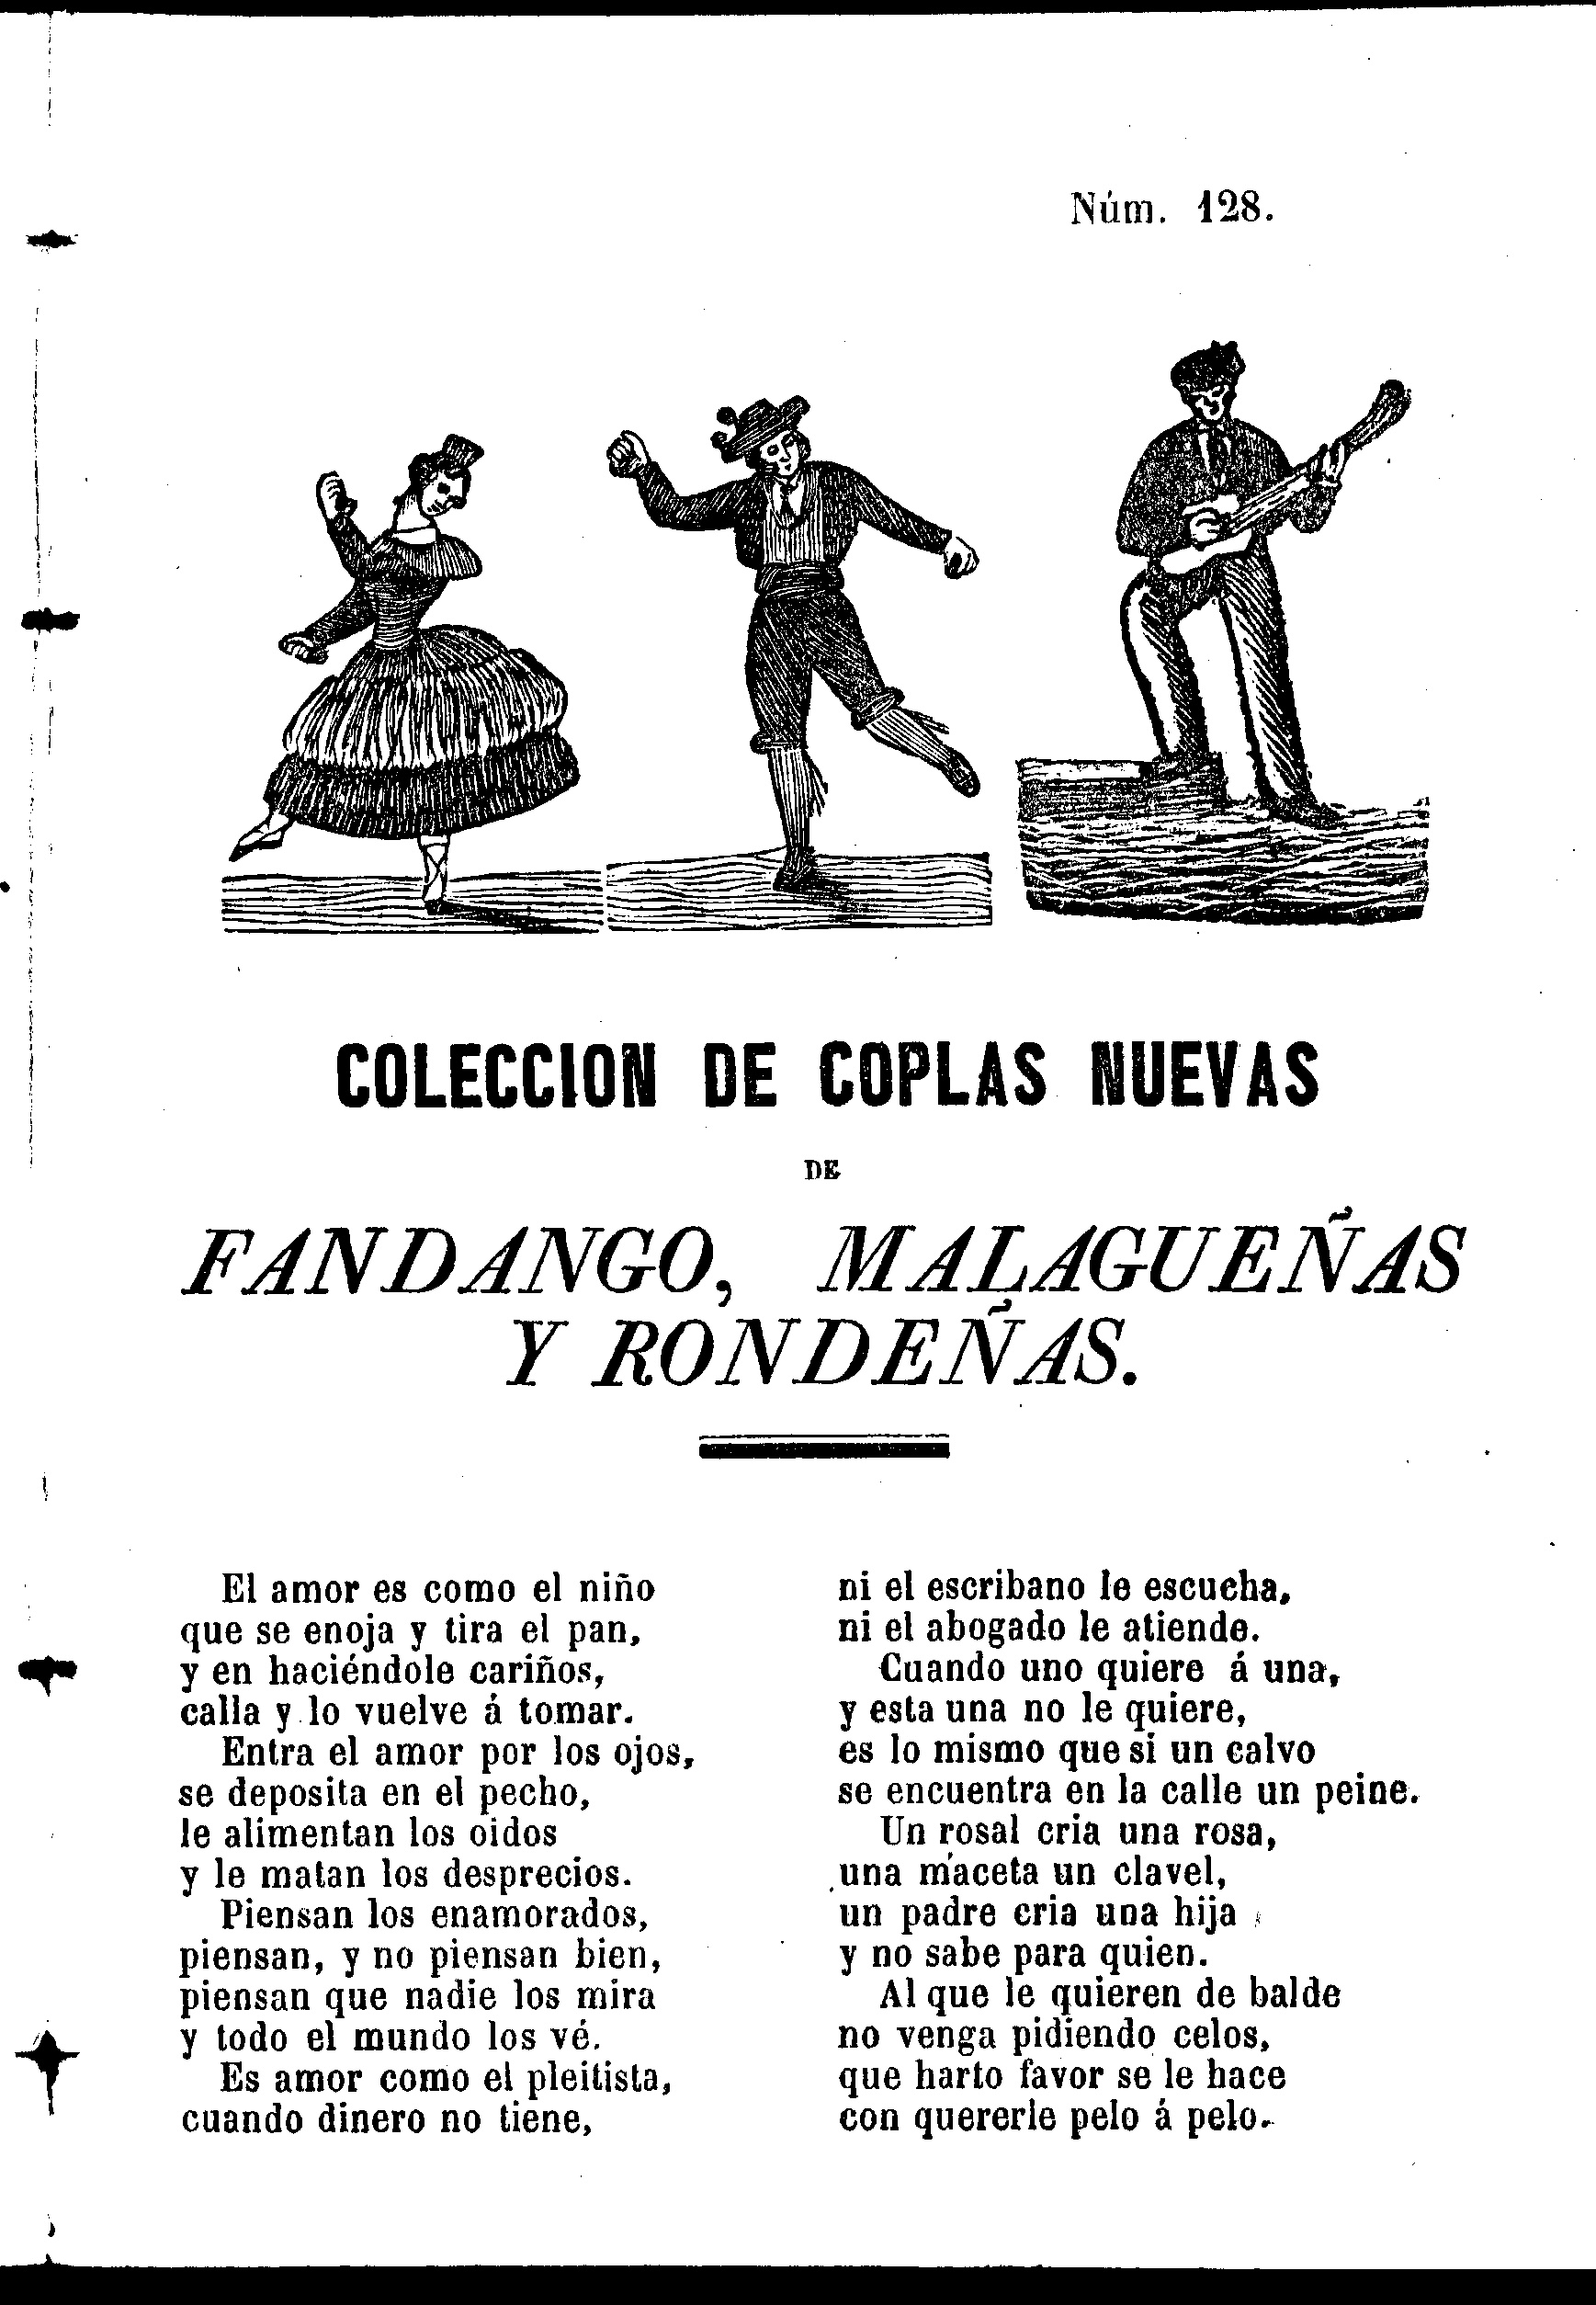 Núm. 128.
COLECCION DE COPLAS NUEVAS
DE
FANDANGO, MALAGUEÑAS
Y RONDEÑAS.
El amor es como el niño
que se enoja y tira el pan,
y en haciéndole cariños,
calla y lo vuelve á tomar.
Entra el amor por los ojos,
se deposita en el pecho,
le alimentan los oidos
y le matan los desprecios.
Piensan los enamorados,
piensan, y no piensan bien,
piensan que nadie los mira
y todo el mundo los vé.
Es amor como el pleitista,
cuando dinero no tiene,
ni el escribano le escucha,
ni el abogado le atiende.
Cuando uno quiere á una,
y esta una no le quiere,
es lo mismo que si un calvo
se encuentra en la calle un peine.
Un rosal cria una rosa,
una maceta un clavel,
un padre cria una hija
y no sabe para quien.
Al que le quieren de balde
no venga pidiendo celos,
que harto favor se le hace
con quererle pelo á pelo.